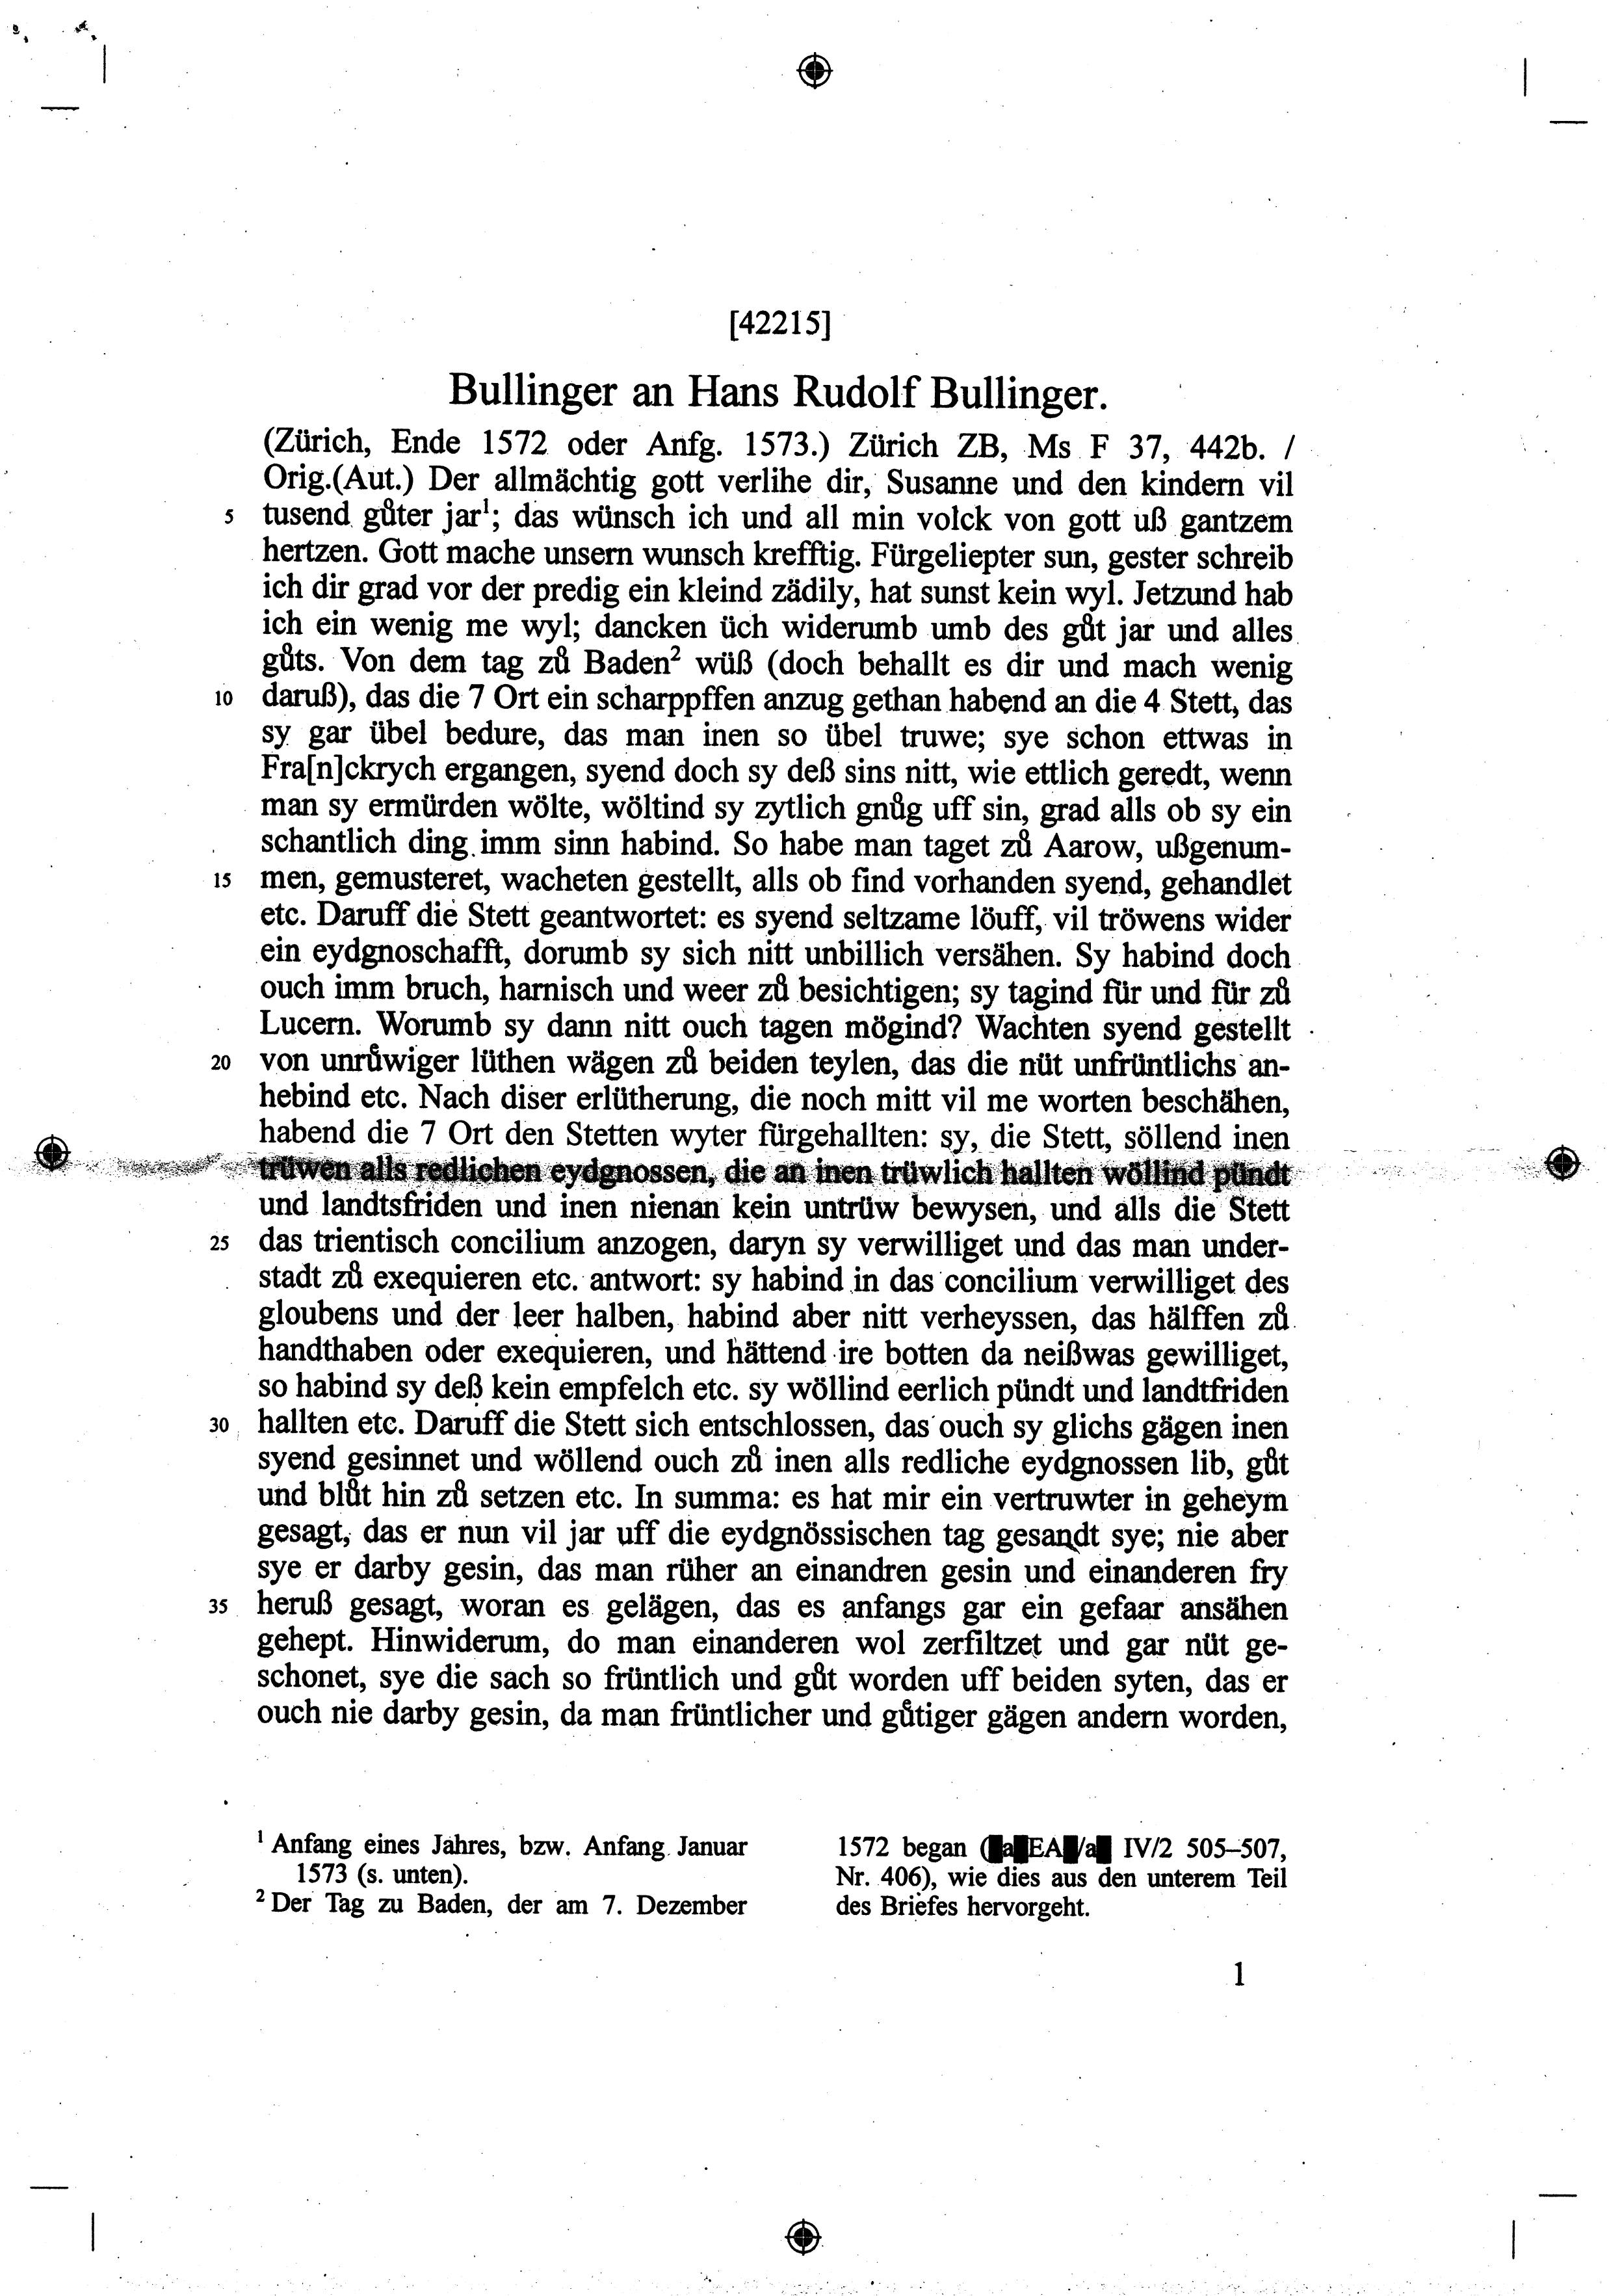 [42215]
Bullinger an Hans Rudolf Bullinger.
(Zürich, Ende 1572 oder Anfg. 1573.) Zürich ZB, Ms F 37, 442b. /
Orig.(Aut.) Der allmächtig gott verlihe dir, Susanne und den kindern vil
5 tusend gůter jar¹; das wünsch ich und all min volck von gott uß gantzem
hertzen. Gott mache unsern wunsch krefftig. Fürgeliepter sun, gester schreib
ich dir grad vor der predig ein kleind zädily, hat sunst kein wyl. Jetzund hab
ich ein wenig me wyl; dancken üch widerumb umb des gůt jar und alles
gůts. Von dem tag zů Baden² wüß (doch behallt es dir und mach wenig
10 daruß), das die 7 Ort ein scharppffen anzug gethan habend an die 4 Stett, das
sy gar übel bedure, das man inen so übel truwe; sye schon ettwas in
Fra[n]ckrych ergangen, syend doch sy deß sins nitt, wie ettlich geredt, wenn
man sy ermürden wölte, wöltind sy zytlich gnůg uff sin, grad alls ob sy ein
schantlich ding imm sinn habind. So habe man taget zů Aarow, ußgenum-
15 men, gemusteret, wacheten gestellt, alls ob find vorhanden syend, gehandlet
etc. Daruff die Stett geantwortet: es syend seltzame löuff, vil tröwens wider
ein eydgnoschafft, dorumb sy sich nitt unbillich versähen. Sy habind doch
ouch imm bruch, harnisch und weer zů besichtigen; sy tagind für und für zů
Lucern. Worumb sy dann nitt ouch tagen mögind? Wachten syend gestellt
20 von unrůwiger lüthen wägen zů beiden teylen, das die nüt unfrüntlichs an-
hebind etc. Nach diser erlütherung, die noch mitt vil me worten beschähen,
habend die 7 Ort den Stetten wyter fürgehallten: sy, die Stett, söllend inen
trüwen alls redlichen eydgnossen, die an inen trüwlich hallten wöllind pündt
und landtsfriden und inen nienan kein untrüw bewysen, und alls die Stett
25 das trientisch concilium anzogen, daryn sy verwilliget und das man under-
stadt zů exequieren etc. antwort: sy habind in das concilium verwilliget des
gloubens und der leer halben, habind aber nitt verheyssen, das hälffen zů
handthaben oder exequieren, und hättend ire botten da neißwas gewilliget,
so habind sy deß kein empfelch etc. sy wöllind eerlich pündt und landtfriden
30 hallten etc. Daruff die Stett sich entschlossen, das ouch sy glichs gägen inen
syend gesinnet und wöllend ouch zů inen alls redliche eydgnossen lib, gůt
und blůt hin zů setzen etc. In summa: es hat mir ein vertruwter in geheym
gesagt, das er nun vil jar uff die eydgnössischen tag gesandt sye; nie aber
sye er darby gesin, das man rüher an einandren gesin und einanderen fry
35 heruß gesagt, woran es gelägen, das es anfangs gar ein gefaar ansähen
gehept. Hinwiderum, do man einanderen wol zerfiltzet und gar nüt ge-
schonet, sye die sach so früntlich und gůt worden uff beiden syten, das er
ouch nie darby gesin, da man früntlicher und gůtiger gägen andern worden,
¹ Anfang eines Jahres, bzw. Anfang Januar
1573 (s. unten).
² Der Tag zu Baden, der am 7. Dezember
1572 began ( a EA /a IV/2 505–507,
Nr. 406), wie dies aus den unterem Teil
des Briefes hervorgeht.
1